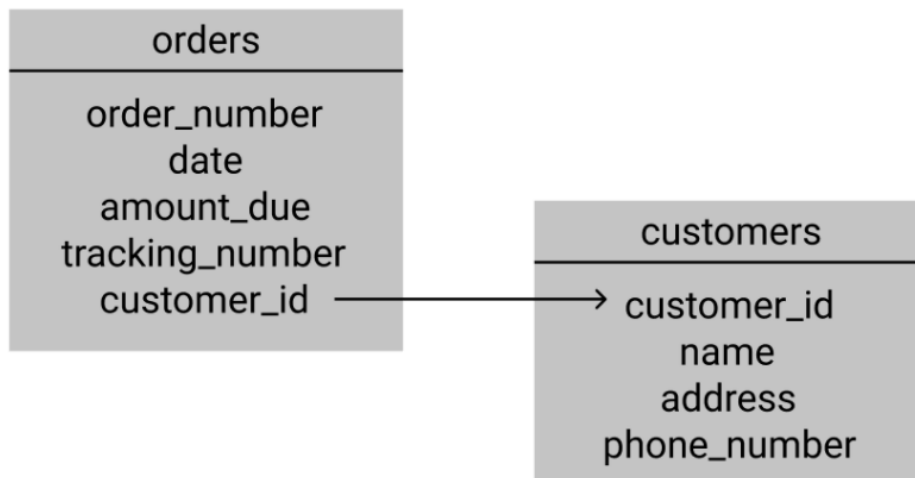 orders
order_number
date
amount_due
tracking_number
customer_id
customers
customer_id
name
address
phone_number